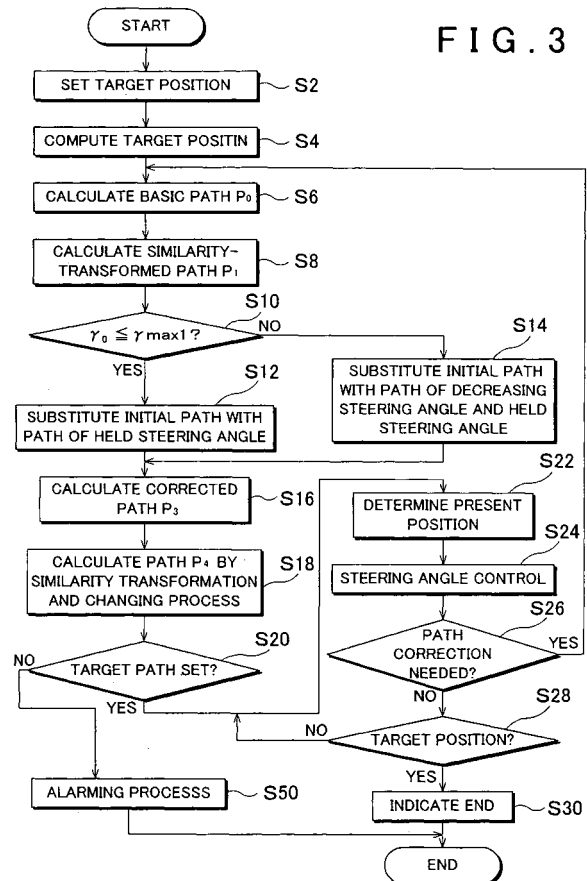 FIG.3
START
SET TARGET POSITION
S2
COMPUTE TARGET POSITIN
S4
CALCULATE BASIC PATH P₀
S6
CALCULATE SIMILARITY-
TRANSFORMED PATH P₁
S8
γ₀ ≦ γ max1?
S10
NO
YES
SUBSTITUTE INITIAL PATH WITH
PATH OF HELD STEERING ANGLE
S12
SUBSTITUTE INITIAL PATH
WITH PATH OF DECREASING
STEERING ANGLE AND HELD
STEERING ANGLE
S14
CALCULATE CORRECTED
PATH P₃
S16
CALCULATE PATH P₄ BY
SIMILARITY TRANSFORMATION
AND CHANGING PROCESS
S18
TARGET PATH SET?
S20
NO
YES
DETERMINE PRESENT
POSITION
S22
STEERING ANGLE CONTROL
S24
PATH
CORRECTION
NEEDED?
S26
YES
NO
TARGET POSITION?
S28
NO
YES
ALARMING PROCESSS
S50
INDICATE END
S30
END